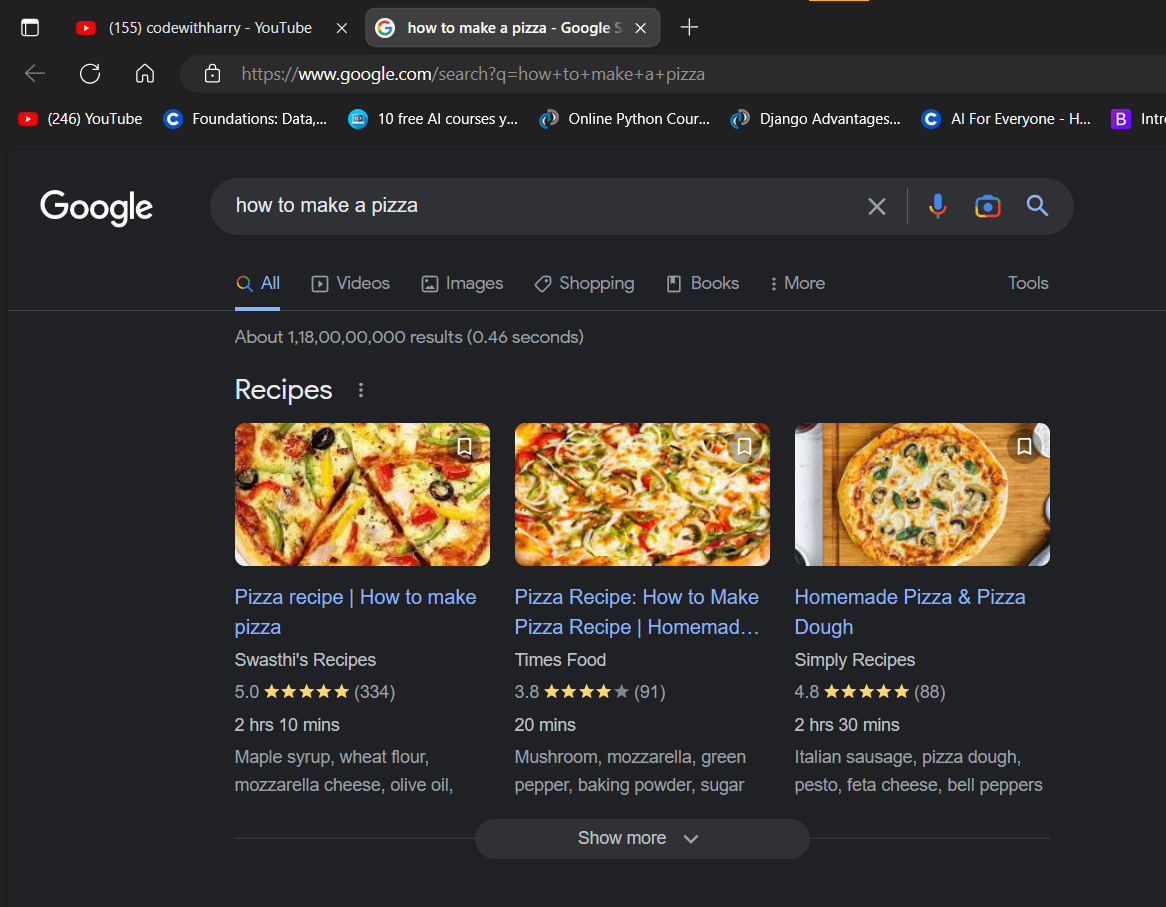 (155) codewithharry - YouTube
how to make a pizza - Google S
https://www.google.com/search?q=how+to+make+a+pizza
(246) YouTube
Foundations: Data,...
10 free AI courses y...
Online Python Cour...
Django Advantages...
AI For Everyone - H...
B Intro
Google
how to make a pizza
All Videos Images Shopping Books More Tools
About 1,18,00,00,000 results (0.46 seconds)
Recipes
Pizza recipe | How to make
pizza
Swasthi's Recipes
5.0 (334)
2 hrs 10 mins
Maple syrup, wheat flour,
mozzarella cheese, olive oil,
Pizza Recipe: How to Make
Pizza Recipe | Homemad...
Times Food
3.8 (91)
20 mins
Mushroom, mozzarella, green
pepper, baking powder, sugar
Homemade Pizza & Pizza
Dough
Simply Recipes
4.8 (88)
2 hrs 30 mins
Italian sausage, pizza dough,
pesto, feta cheese, bell peppers
Show more